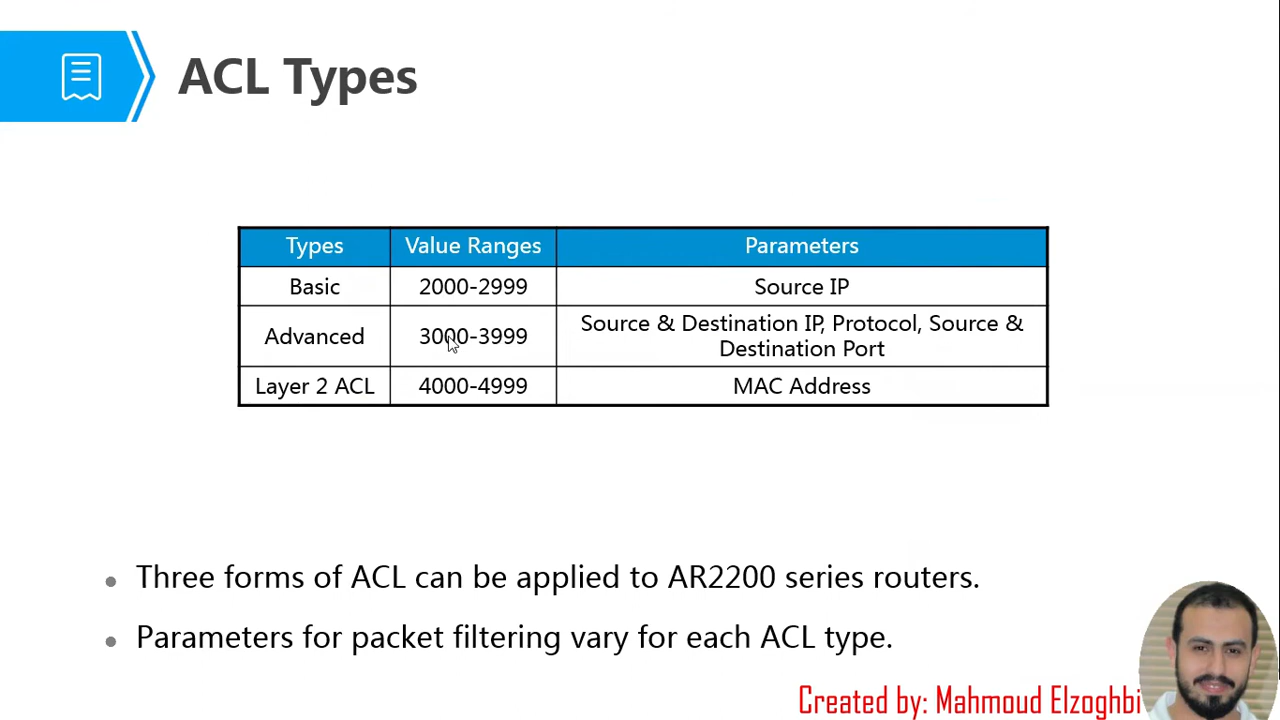 ACL Types
Types Value Ranges Parameters
Basic 2000-2999 Source IP
Advanced 3000-3999 Source & Destination IP, Protocol, Source &
Destination Port
Layer 2 ACL 4000-4999 MAC Address
• Three forms of ACL can be applied to AR2200 series routers.
• Parameters for packet filtering vary for each ACL type.
Created by: Mahmoud Elzoghbi